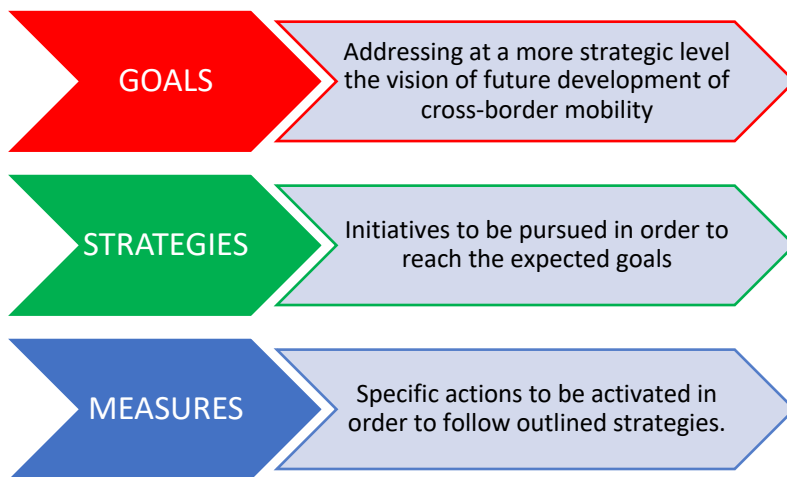 GOALS
Addressing at a more strategic level
the vision of future development of
cross-border mobility
STRATEGIES
Initiatives to be pursued in order to
reach the expected goals
MEASURES
Specific actions to be activated in
order to follow outlined strategies.